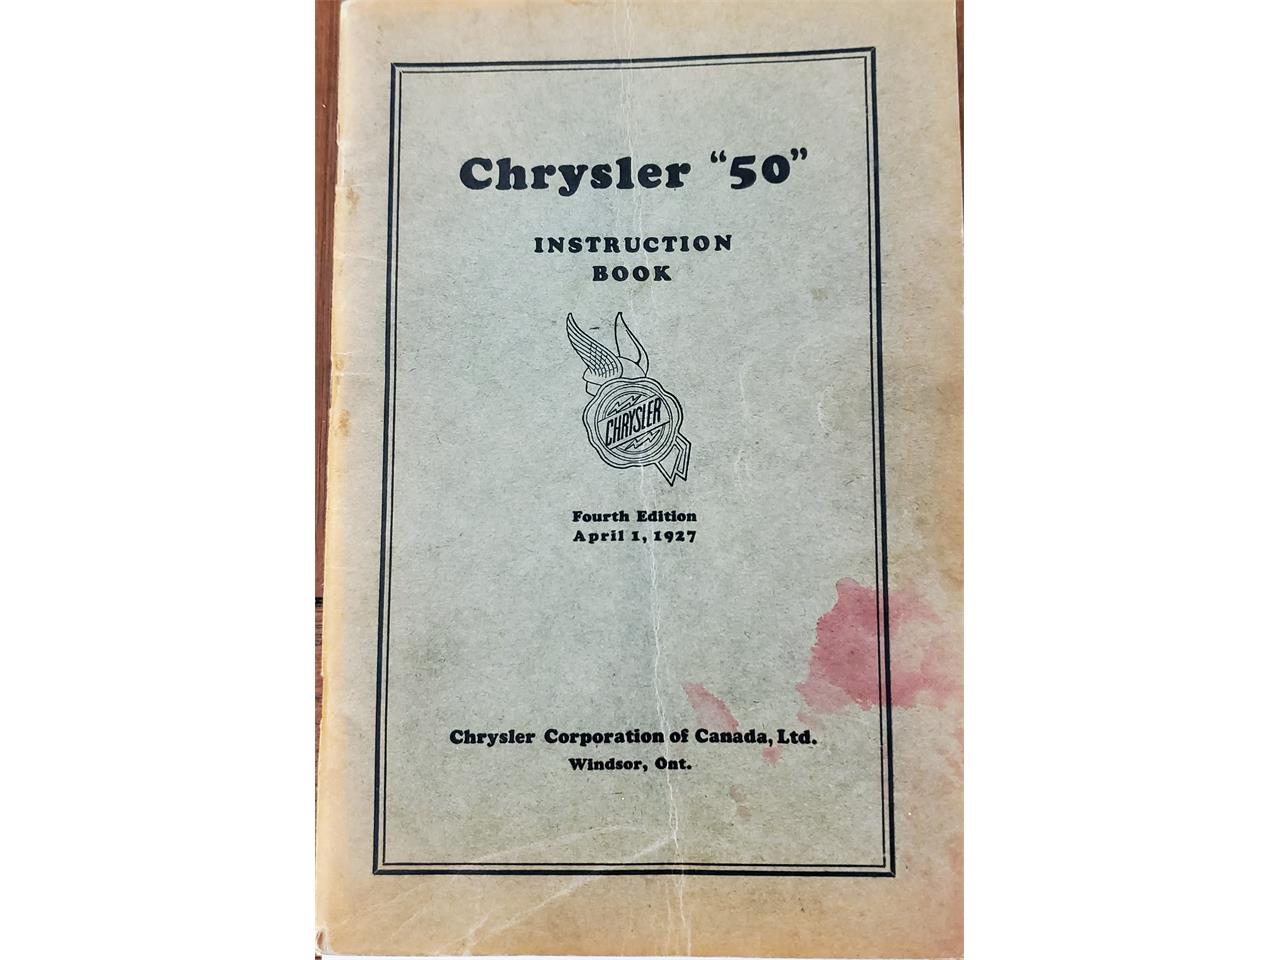 Chrysler “50”
INSTRUCTION
BOOK
CHRYSLER
Fourth Edition
April 1, 1927
Chrysler Corporation of Canada, Ltd.
Windsor, Ont.